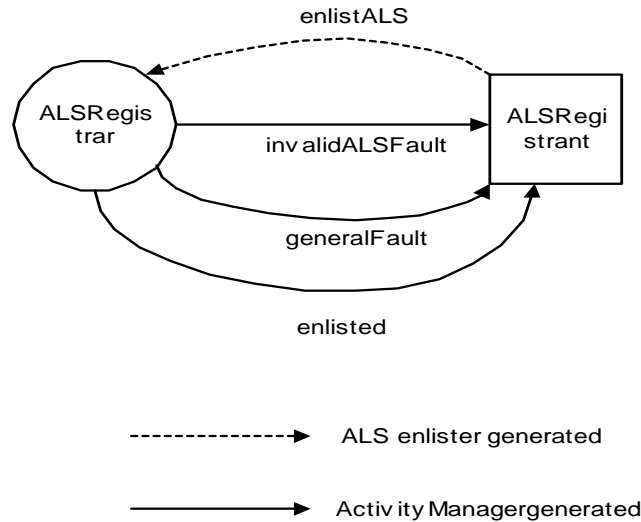 enlistALS
ALSRegis
trar
ALSRegi
strant
invalidALSFault
generalFault
enlisted
ALS enlister generated
Activity Managergenerated